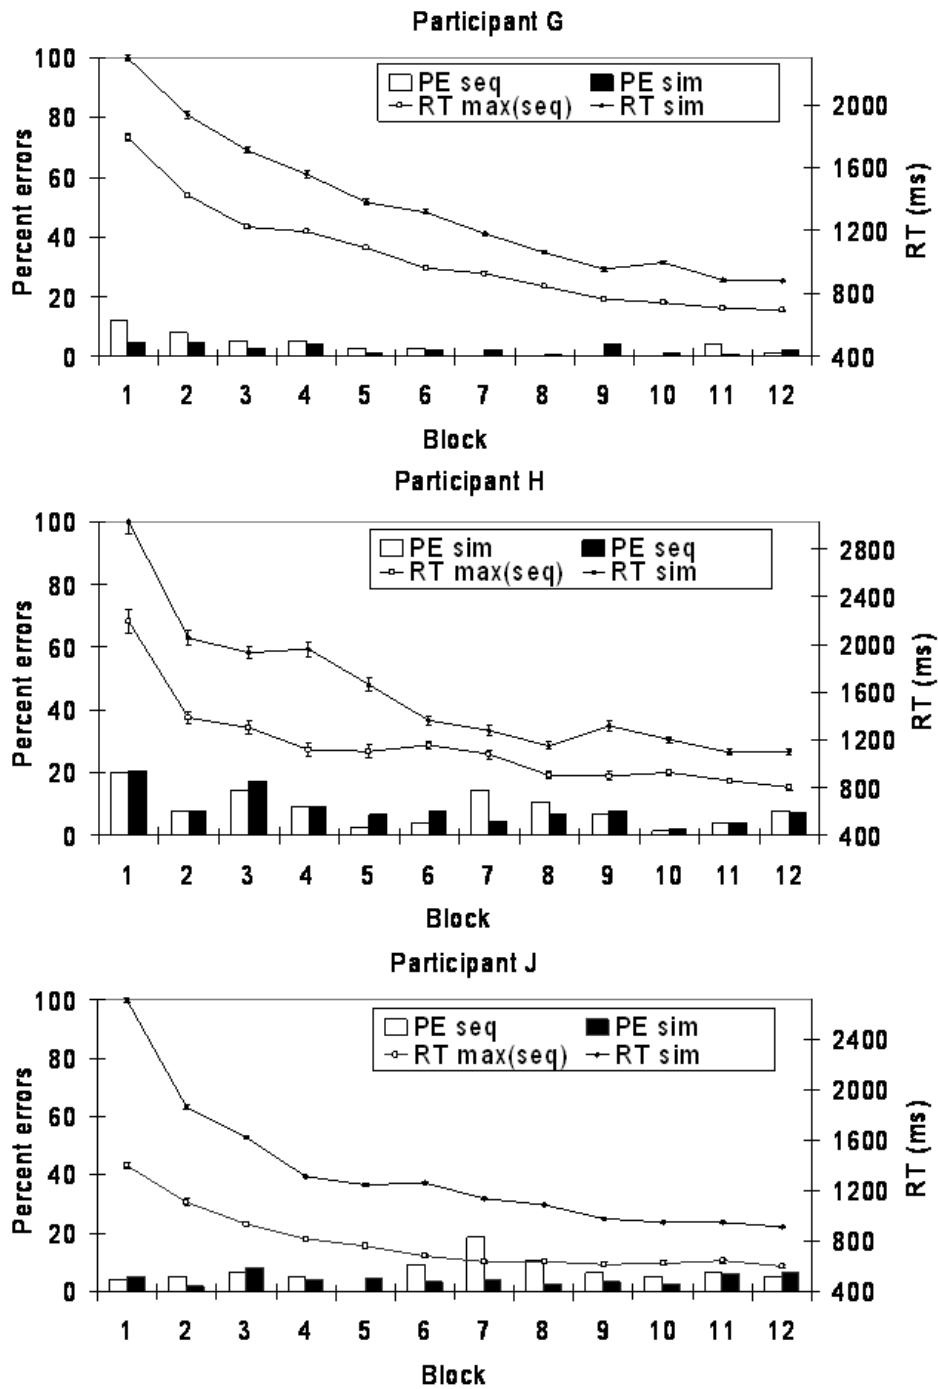 Participant G
PE seq PE sim
RT max(seq) RT sim
Percent errors
100
80
60
40
20
0
2000
1600
1200
800
400
RT (ms)
1 2 3 4 5 6 7 8 9 10 11 12
Block
Participant H
PE sim PE seq
RT max(seq) RT sim
Percent errors
100
80
60
40
20
0
2800
2400
2000
1600
1200
800
400
RT (ms)
1 2 3 4 5 6 7 8 9 10 11 12
Block
Participant J
PE seq PE sim
RT max(seq) RT sim
Percent errors
100
80
60
40
20
0
2400
2000
1600
1200
800
400
RT (ms)
1 2 3 4 5 6 7 8 9 10 11 12
Block